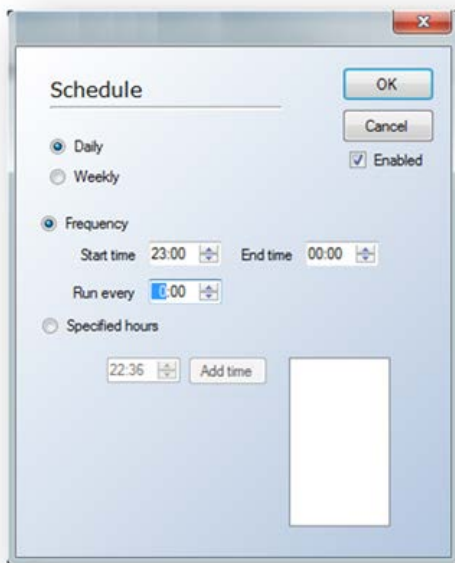 Schedule
OK
Cancel
Enabled
Daily
Weekly
Frequency
Start time 23:00 End time 00:00
Run every 0:00
Specified hours
22:36 Add time